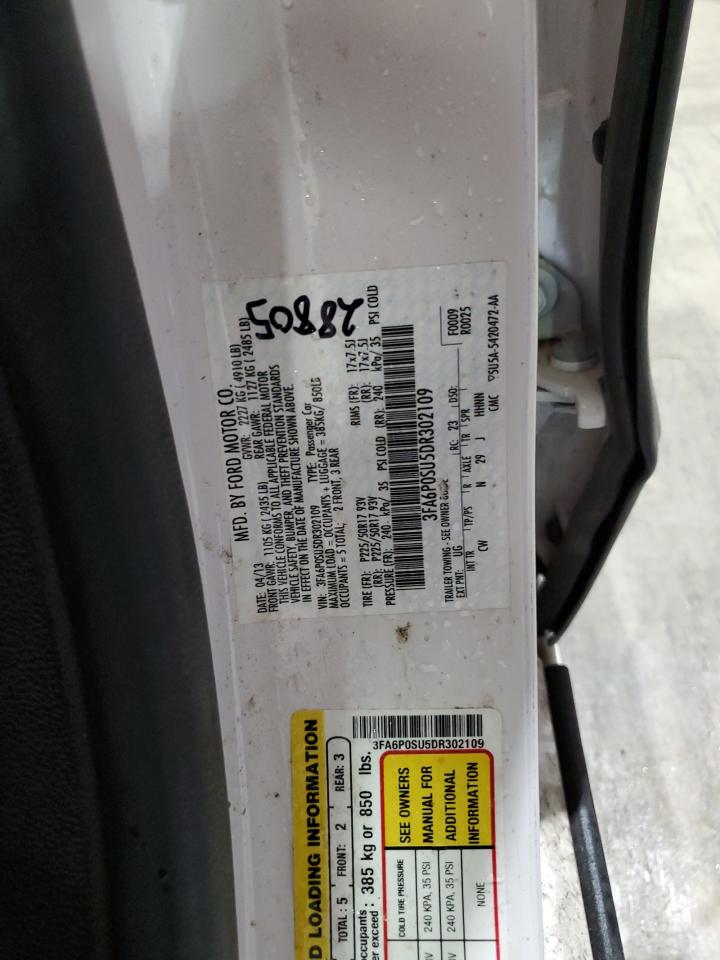 MFD. BY FORD MOTOR CO.
DATE: 04/13 GVWR: 2227 KG ( 4910 LB)
FRONT GAWR: 1105 KG ( 2435 LB) REAR GAWR: 1127 KG ( 2485 LB)
THIS VEHICLE CONFORMS TO ALL APPLICABLE FEDERAL MOTOR
VEHICLE SAFETY, BUMPER, AND THEFT PREVENTION STANDARDS
IN EFFECT ON THE DATE OF MANUFACTURE SHOWN ABOVE.
VIN: 3FA6P0SU5DR302109 TYPE: Passenger Car
MAXIMUM LOAD = OCCUPANTS + LUGGAGE = 385KG/ 850LB
OCCUPANTS = 5 TOTAL; 2 FRONT, 3 REAR
28805
TIRE (FR): P225/50R17 93V RIMS (FR): 17x7.5J
(RR): P225/50R17 93V (RR): 17x7.5J
PRESSURE (FR): 240 kPa/ 35 PSI COLD (RR): 240 kPa/ 35 PSI COLD
3FA6P0SU5DR302109
TRAILER TOWING - SEE OWNER GUIDE
F0009
R0025
EXT PNT: UG RC: 23 DSO:
INT TR TP/PS R AXLE TR SPR
CW N 29 J HHNN
CMC 5U5A-5420472-AA
D LOADING INFORMATION
TOTAL: 5 FRONT: 2 REAR: 3
ccupants
er exceed: 385 kg or 850 lbs.
3FA6P0SU5DR302109
COLD TIRE PRESSURE
240 KPA, 35 PSI
240 KPA, 35 PSI
NONE
SEE OWNERS
MANUAL FOR
ADDITIONAL
INFORMATION